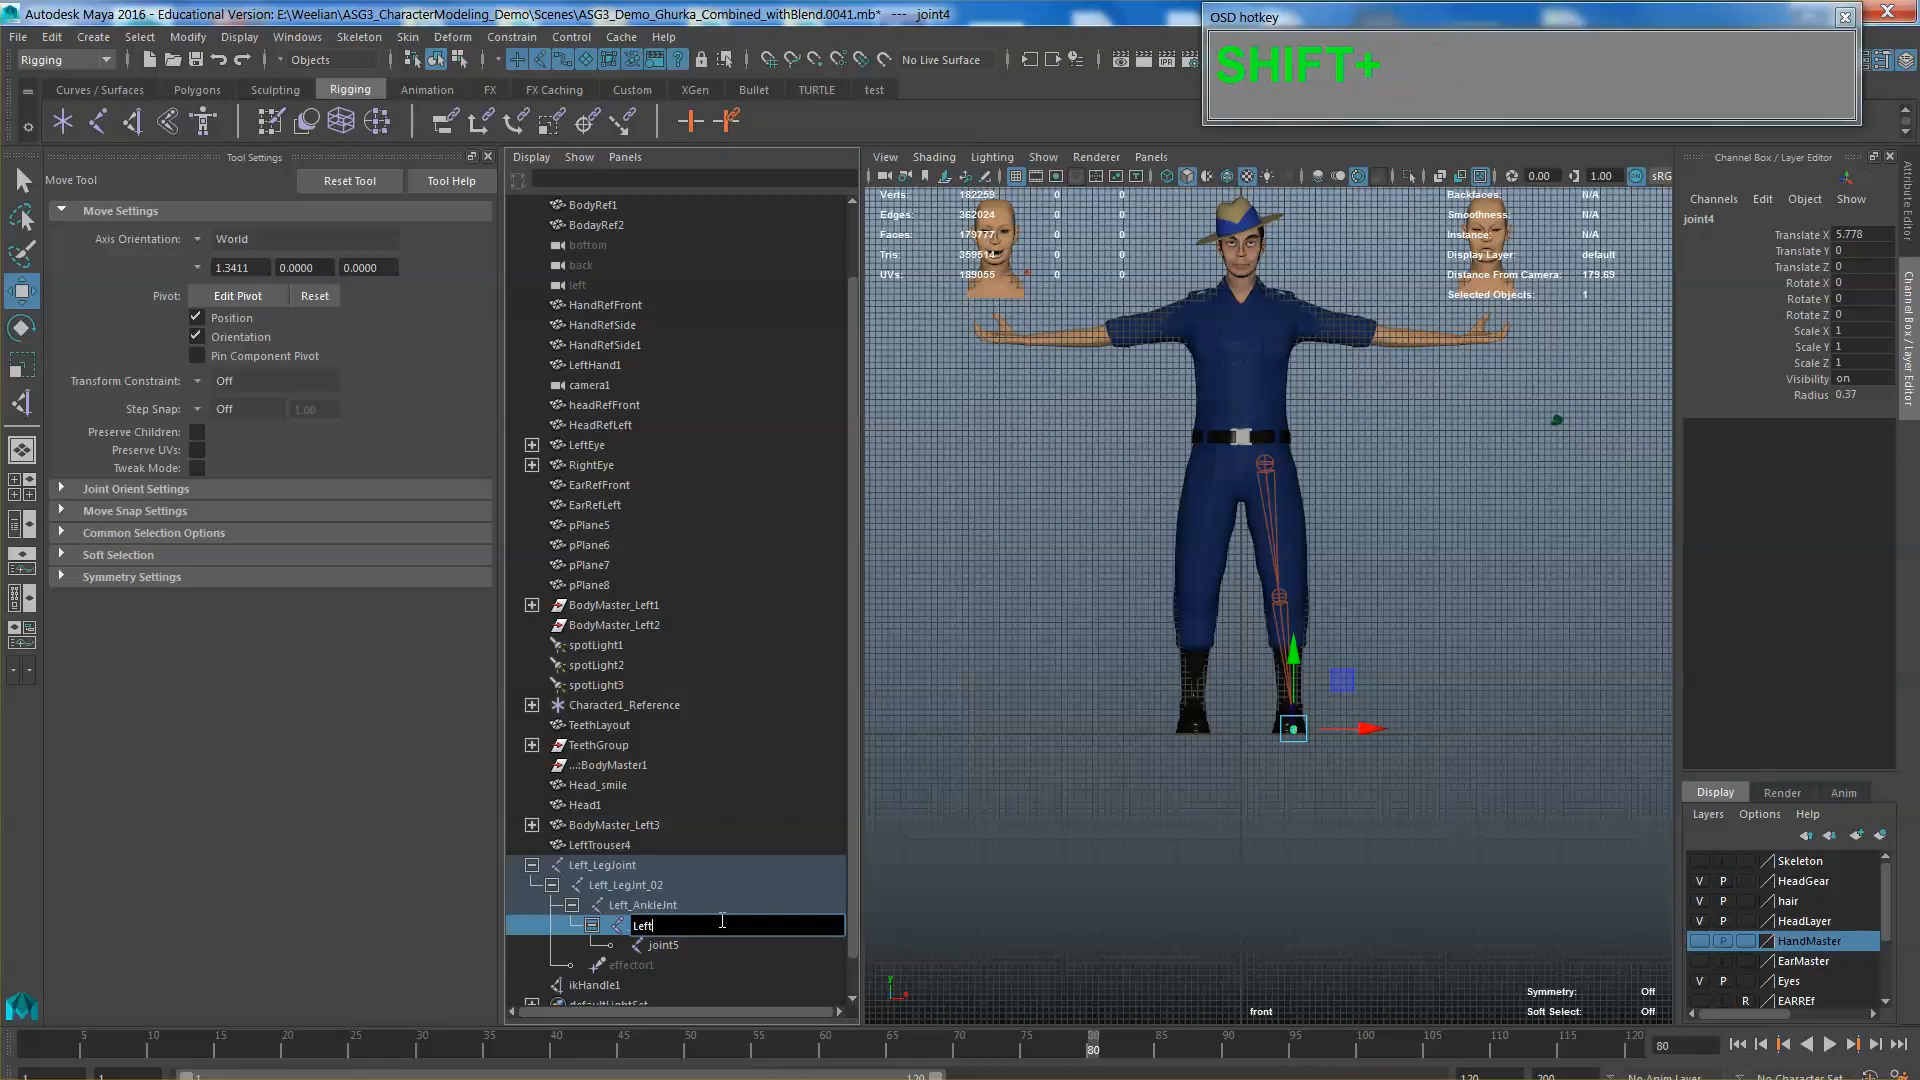 Autodesk Maya 2016 - Educational Version: E:\Weelian\ASG3_CharacterModeling_Demo\Scenes\ASG3_Demo_Ghurka_Combined_withBlend.0041.mb* --- joint4
OSD hotkey
SHIFT+
File Edit Create Select Modify Display Windows Skeleton Skin Deform Constrain Control Cache Help
Rigging Objects No Live Surface
Curves / Surfaces Polygons Sculpting Rigging Animation FX FX Caching Custom XGen Bullet TURTLE test
Tool Settings
Move Tool Reset Tool Tool Help
Move Settings
Axis Orientation: World
1.3411 0.0000 0.0000
Pivot: Edit Pivot Reset
Position
Orientation
Pin Component Pivot
Transform Constraint: Off
Step Snap: Off 1.00
Preserve Children:
Preserve UVs:
Tweak Mode:
Joint Orient Settings
Move Snap Settings
Common Selection Options
Soft Selection
Symmetry Settings
Display Show Panels
BodyRef1
BodayRef2
bottom
back
left
HandRefFront
HandRefSide
HandRefSide1
LeftHand1
camera1
headRefFront
HeadRefLeft
LeftEye
RightEye
EarRefFront
EarRefLeft
pPlane5
pPlane6
pPlane7
pPlane8
BodyMaster_Left1
BodyMaster_Left2
spotLight1
spotLight2
spotLight3
Character1_Reference
TeethLayout
TeethGroup
...:BodyMaster1
Head_smile
Head1
BodyMaster_Left3
LeftTrouser4
Left_LegJoint
Left_LegJnt_02
Left_AnkleJnt
Left
joint5
effector1
ikHandle1
defaultLightSet
View Shading Lighting Show Renderer Panels
0.00 1.00 sRG
Verts: 182259 0 0
Edges: 362024 0 0
Faces: 179777 0 0
Tris: 359514 0 0
UVs: 189055 0 0
Backfaces: N/A
Smoothness: N/A
Instance: N/A
Display Layer: default
Distance From Camera: 179.69
Selected Objects: 1
Symmetry: Off
Soft Select: Off
front
y
Channel Box / Layer Editor
Channels Edit Object Show
joint4
Translate X 5.778
Translate Y 0
Translate Z 0
Rotate X 0
Rotate Y 0
Rotate Z 0
Scale X 1
Scale Y 1
Scale Z 1
Visibility on
Radius 0.37
Attribute Editor
Channel Box / Layer Editor
Display Render Anim
Layers Options Help
Skeleton
V P HeadGear
V P hair
V P HeadLayer
P HandMaster
EarMaster
V P Eyes
R EARREf
5 10 15 20 25 30 35 40 45 50 55 60 65 70 75 80 85 90 95 100 105 110 115 120
80 80
1 1 1 120 120 200 No Anim Layer No Character Set